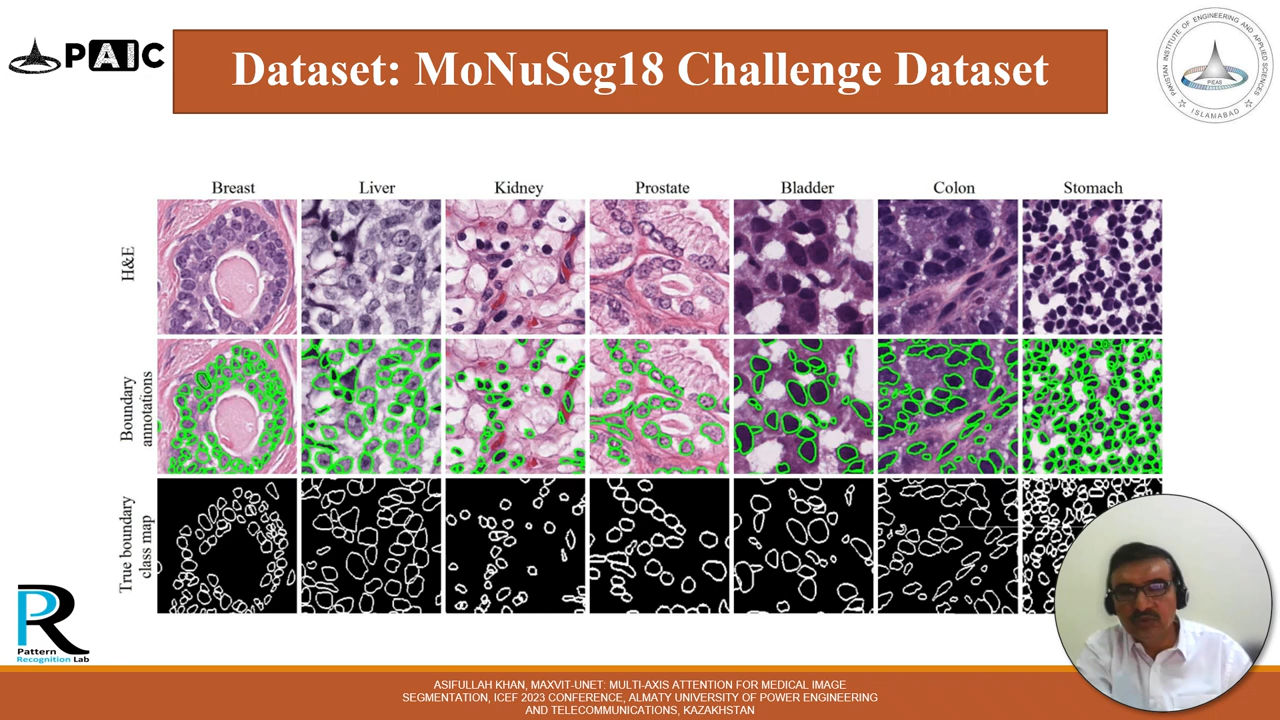 PAIC
Dataset: MoNuSeg18 Challenge Dataset
PAKISTAN INSTITUTE OF ENGINEERING AND APPLIED SCIENCES
PIEAS
ISLAMABAD
Breast Liver Kidney Prostate Bladder Colon Stomach
H&E
Boundary
annotations
True boundary
class map
PR
Pattern
Recognition Lab
ASIFULLAH KHAN, MAXVIT-UNET: MULTI-AXIS ATTENTION FOR MEDICAL IMAGE
SEGMENTATION, ICEF 2023 CONFERENCE, ALMATY UNIVERSITY OF POWER ENGINEERING
AND TELECOMMUNICATIONS, KAZAKHSTAN